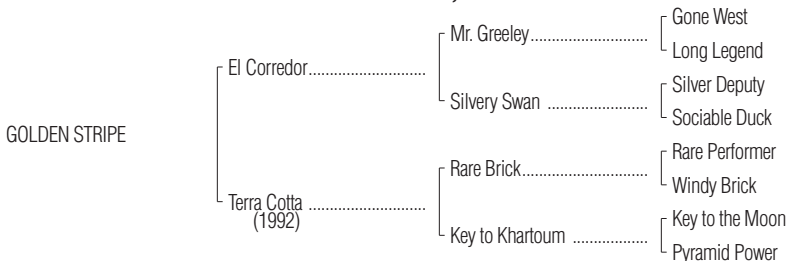 Gone West
Mr. Greeley............................
Long Legend
El Corredor............................
Silver Deputy
Silvery Swan ........................
Sociable Duck
GOLDEN STRIPE
Rare Performer
Rare Brick..............................
Windy Brick
Terra Cotta ............................
(1992)
Key to the Moon
Key to Khartoum ..................
Pyramid Power